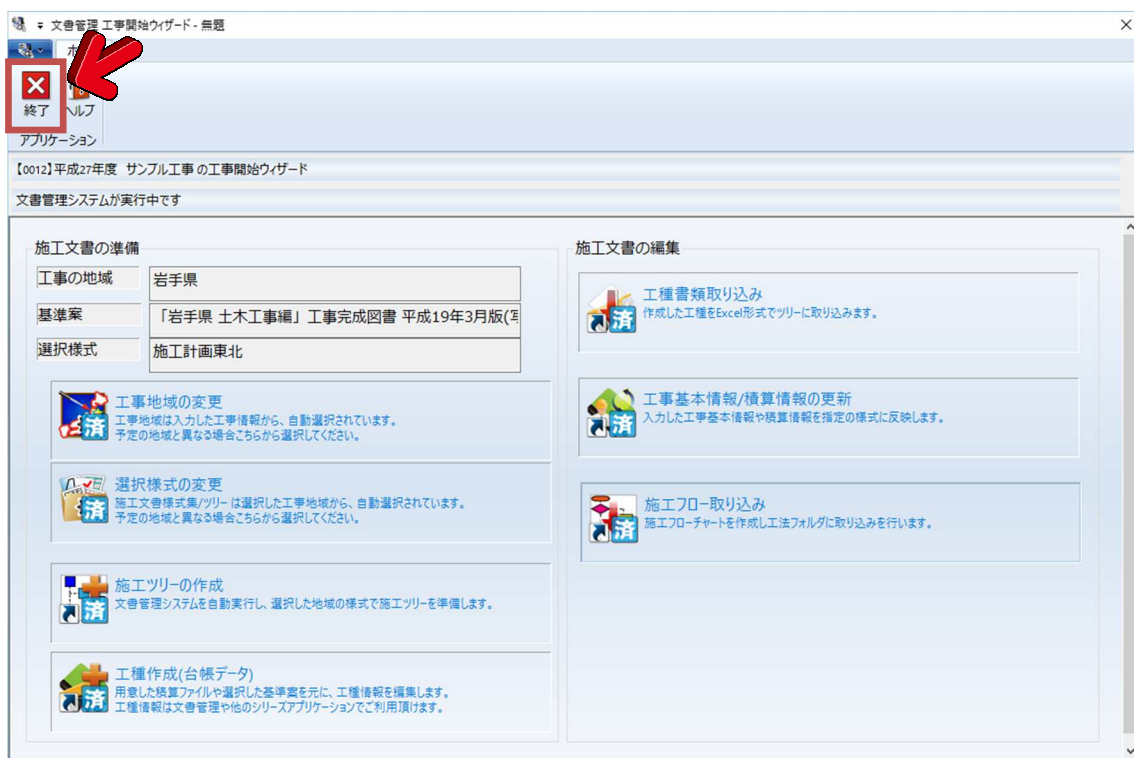 文書管理 工事開始ウィザード - 無題
終了
ヘルプ
アプリケーション
【0012】平成27年度 サンプル工事 の工事開始ウィザード
文書管理システムが実行中です
施工文書の準備
工事の地域 岩手県
基準案 「岩手県 土木工事編」工事完成図書 平成19年3月版(
選択様式 施工計画東北
済
工事地域の変更
工事地域は入力した工事情報から、自動選択されています。
予定の地域と異なる場合こちらから選択してください。
済
選択様式の変更
施工文書様式集/ツリー は選択した工事地域から、自動選択されています。
予定の地域と異なる場合こちらから選択してください。
済
施工ツリーの作成
文書管理システムを自動実行し、選択した地域の様式で施工ツリーを準備します。
済
工種作成(台帳データ)
用意した積算ファイルや選択した基準案を元に、工種情報を編集します。
工種情報は文書管理や他のシリーズアプリケーションでご利用頂けます。
施工文書の編集
済
工種書類取り込み
作成した工種をExcel形式でツリーに取り込みます。
済
工事基本情報/積算情報の更新
入力した工事基本情報や積算情報を指定の様式に反映します。
済
施工フロー取り込み
施工フローチャートを作成し工法フォルダに取り込みを行います。